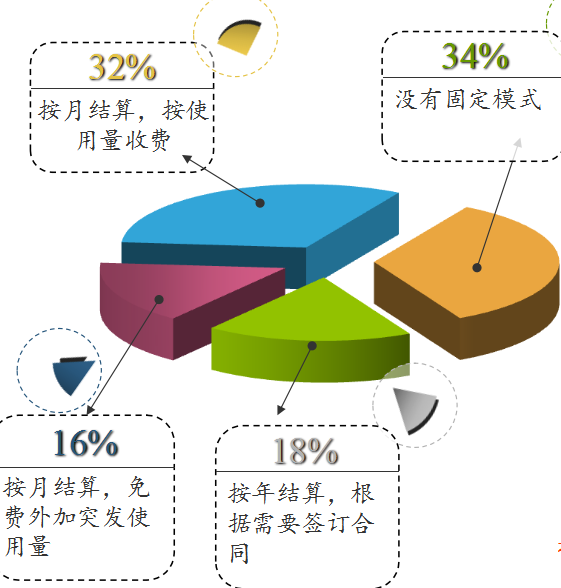 32%
按月结算，按使
用量收费
34%
没有固定模式
16%
按月结算，免
费外加突发使
用量
18%
按年结算，根
据需要签订合
同